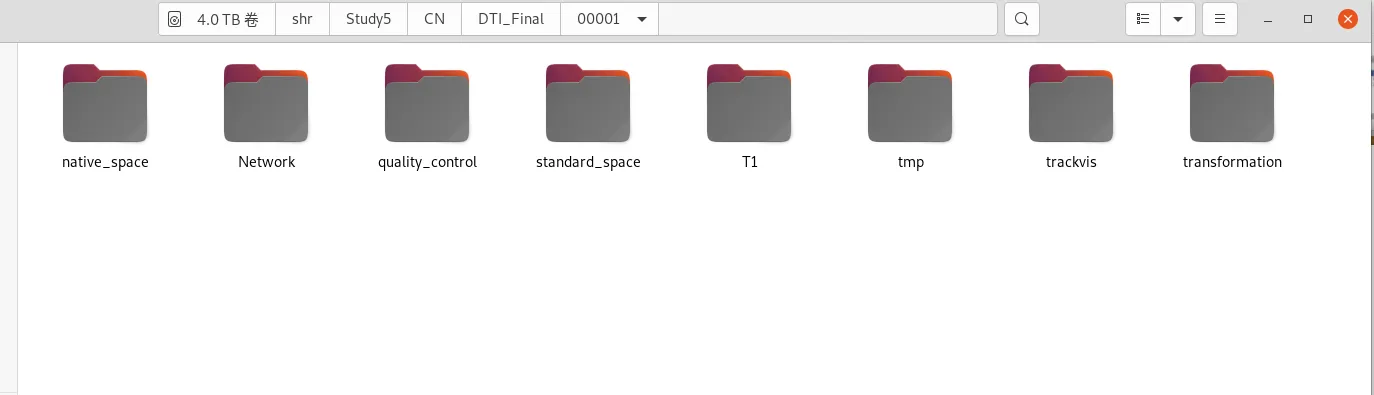 4.0 TB 卷 shr Study5 CN DTI_Final 00001
native_space Network quality_control standard_space T1 tmp trackvis transformation